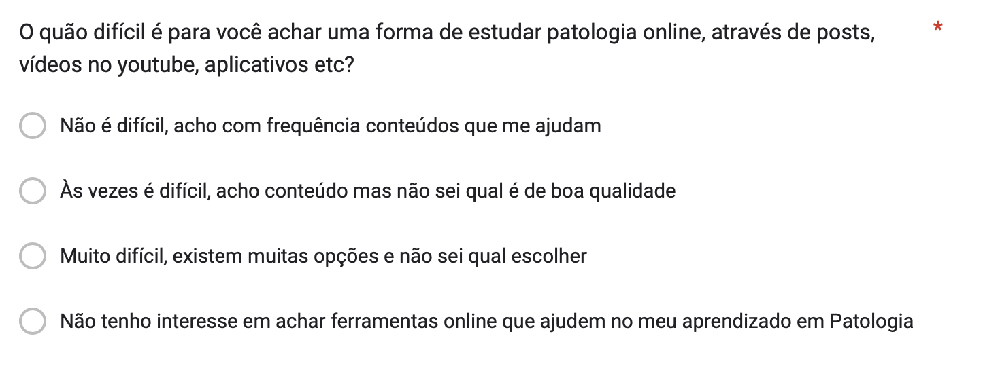 O quão difícil é para você achar uma forma de estudar patologia online, através de posts, *
vídeos no youtube, aplicativos etc?
Não é difícil, acho com frequência conteúdos que me ajudam
Às vezes é difícil, acho conteúdo mas não sei qual é de boa qualidade
Muito difícil, existem muitas opções e não sei qual escolher
Não tenho interesse em achar ferramentas online que ajudem no meu aprendizado em Patologia